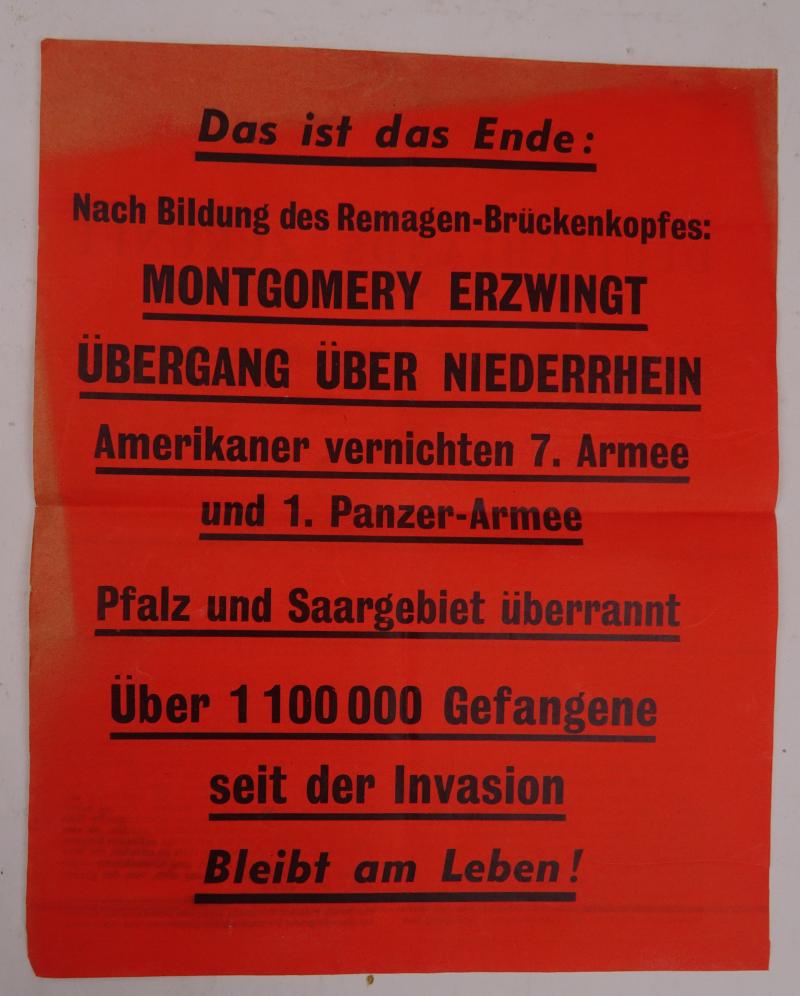 Das ist das Ende:
Nach Bildung des Remagen-Brückenkopfes:
MONTGOMERY ERZWINGT
ÜBERGANG ÜBER NIEDERRHEIN
Amerikaner vernichten 7. Armee
und 1. Panzer-Armee
Pfalz und Saargebiet überrannt
Über 1 100 000 Gefangene
seit der Invasion
Bleibt am Leben!